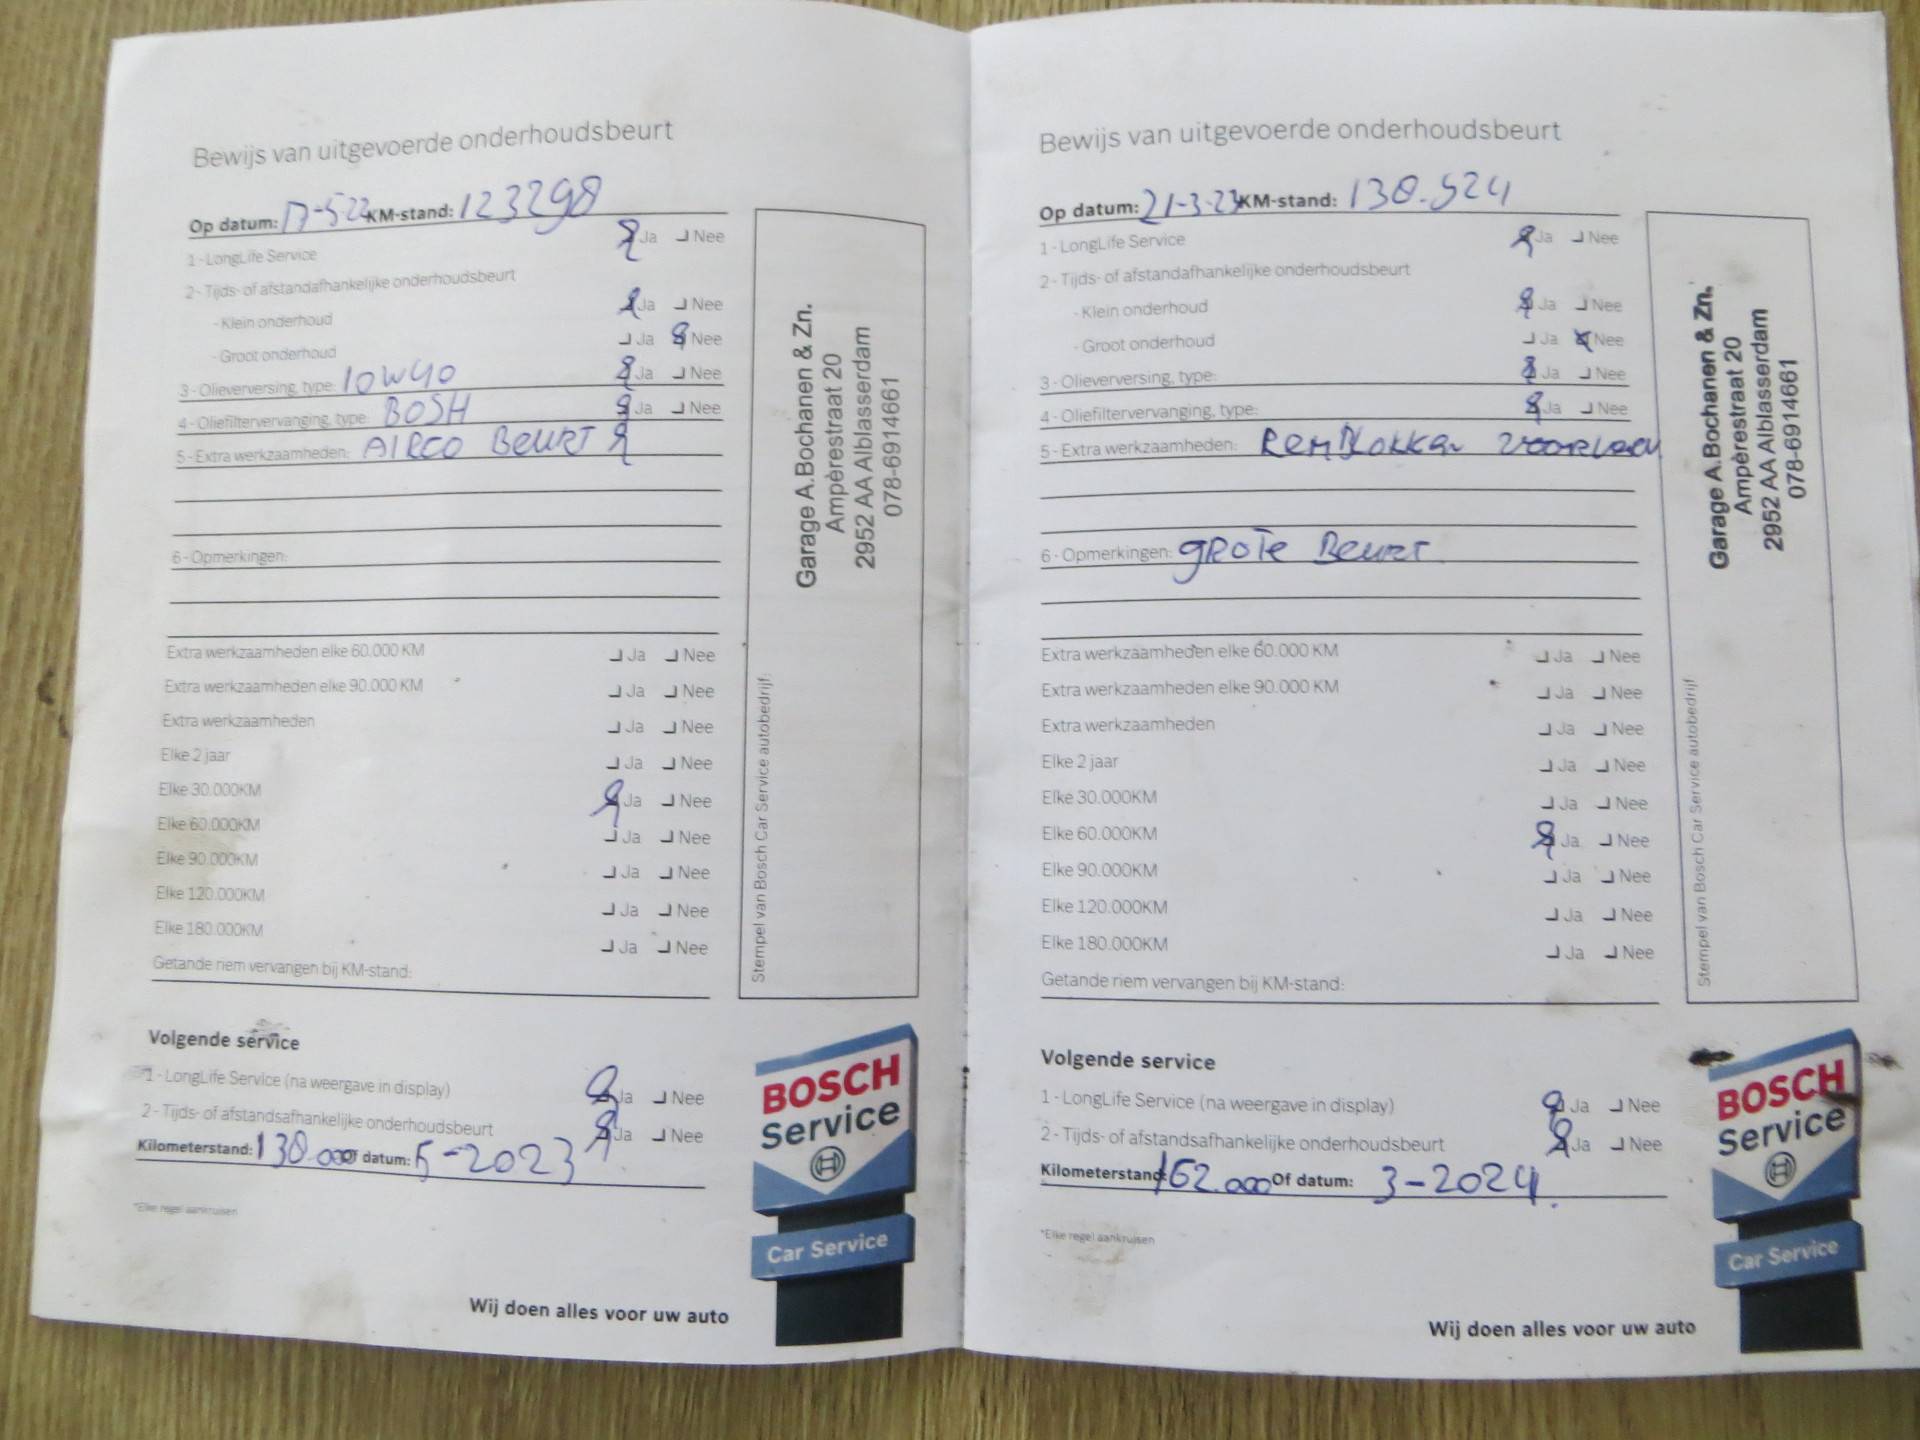 Bewijs van uitgevoerde onderhoudsbeurt
Op datum: 17-5-22 KM-stand: 123298
1 - LongLife Service Ja Nee
2 - Tijds- of afstandafhankelijke onderhoudsbeurt
- Klein onderhoud Ja Nee
- Groot onderhoud Ja Nee
3 - Olieverversing, type: 10W40 Ja Nee
4 - Oliefiltervervanging, type: BOSH Ja Nee
5 - Extra werkzaamheden: AIRCO BEURT
6 - Opmerkingen:
Extra werkzaamheden elke 60.000 KM Ja Nee
Extra werkzaamheden elke 90.000 KM Ja Nee
Extra werkzaamheden Ja Nee
Elke 2 jaar Ja Nee
Elke 30.000KM Ja Nee
Elke 60.000KM Ja Nee
Elke 90.000KM Ja Nee
Elke 120.000KM Ja Nee
Elke 180.000KM Ja Nee
Getande riem vervangen bij KM-stand:
Garage A.Bochanen & Zn.
Ampèrestraat 20
2952 AA Alblasserdam
078-6914661
Stempel van Bosch Car Service autobedrijf:
Volgende service
1 - LongLife Service (na weergave in display) Ja Nee
2 - Tijds- of afstandsafhankelijke onderhoudsbeurt Ja Nee
Kilometerstand: 138.000 Of datum: 5-2023
*Elke regel aankruisen
BOSCH
Service
Car Service
Wij doen alles voor uw auto
Bewijs van uitgevoerde onderhoudsbeurt
Op datum: 21-3-23 KM-stand: 138.524
1 - LongLife Service Ja Nee
2 - Tijds- of afstandafhankelijke onderhoudsbeurt
- Klein onderhoud Ja Nee
- Groot onderhoud Ja Nee
3 - Olieverversing, type: Ja Nee
4 - Oliefiltervervanging, type: Ja Nee
5 - Extra werkzaamheden: REMBLOKKEN
6 - Opmerkingen: GROTE BEURT
Extra werkzaamheden elke 60.000 KM Ja Nee
Extra werkzaamheden elke 90.000 KM Ja Nee
Extra werkzaamheden Ja Nee
Elke 2 jaar Ja Nee
Elke 30.000KM Ja Nee
Elke 60.000KM Ja Nee
Elke 90.000KM Ja Nee
Elke 120.000KM Ja Nee
Elke 180.000KM Ja Nee
Getande riem vervangen bij KM-stand:
Garage A.Bochanen & Zn.
Ampèrestraat 20
2952 AA Alblasserdam
078-6914661
Stempel van Bosch Car Service autobedrijf
Volgende service
1 - LongLife Service (na weergave in display) Ja Nee
2 - Tijds- of afstandsafhankelijke onderhoudsbeurt Ja Nee
Kilometerstand: 162.000 Of datum: 3-2024
*Elke regel aankruisen
BOSCH
Service
Car Service
Wij doen alles voor uw auto